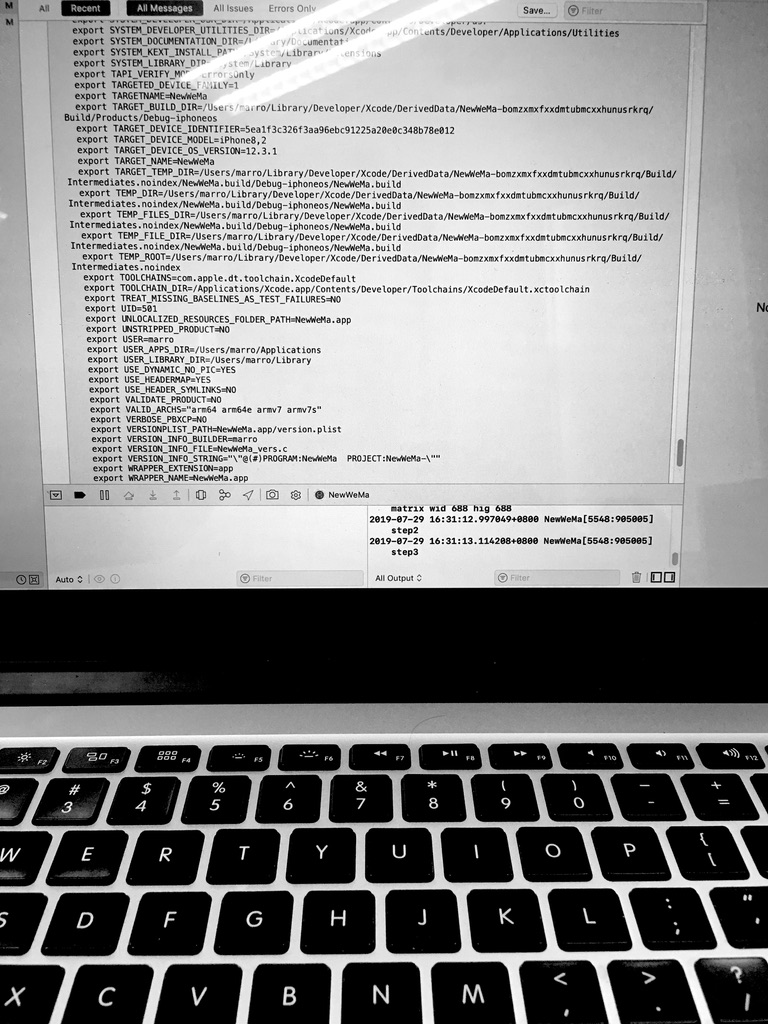 M
All Recent All Messages All Issues Errors Only Save... Filter
M
export SYSTEM_DEVELOPER_UTILITIES_DIR=/Applications/Xcode.app/Contents/Developer/Applications/Utilities
export SYSTEM_DOCUMENTATION_DIR=/Library/Documentation
export SYSTEM_KEXT_INSTALL_PATH=/System/Library/Extensions
export SYSTEM_LIBRARY_DIR=/System/Library
export TAPI_VERIFY_MODE=ErrorsOnly
export TARGETED_DEVICE_FAMILY=1
export TARGETNAME=NewWeMa
export TARGET_BUILD_DIR=/Users/marro/Library/Developer/Xcode/DerivedData/NewWeMa-bomzxmxfxxdmtubmcxxhunusrkrq/
Build/Products/Debug-iphoneos
export TARGET_DEVICE_IDENTIFIER=5ea1f3c326f3aa96ebc91225a20e0c348b78e012
export TARGET_DEVICE_MODEL=iPhone8,2
export TARGET_DEVICE_OS_VERSION=12.3.1
export TARGET_NAME=NewWeMa
export TARGET_TEMP_DIR=/Users/marro/Library/Developer/Xcode/DerivedData/NewWeMa-bomzxmxfxxdmtubmcxxhunusrkrq/Build/
Intermediates.noindex/NewWeMa.build/Debug-iphoneos/NewWeMa.build
export TEMP_DIR=/Users/marro/Library/Developer/Xcode/DerivedData/NewWeMa-bomzxmxfxxdmtubmcxxhunusrkrq/Build/
Intermediates.noindex/NewWeMa.build/Debug-iphoneos/NewWeMa.build
export TEMP_FILES_DIR=/Users/marro/Library/Developer/Xcode/DerivedData/NewWeMa-bomzxmxfxxdmtubmcxxhunusrkrq/Build/
Intermediates.noindex/NewWeMa.build/Debug-iphoneos/NewWeMa.build
export TEMP_FILE_DIR=/Users/marro/Library/Developer/Xcode/DerivedData/NewWeMa-bomzxmxfxxdmtubmcxxhunusrkrq/Build/
Intermediates.noindex/NewWeMa.build/Debug-iphoneos/NewWeMa.build
export TEMP_ROOT=/Users/marro/Library/Developer/Xcode/DerivedData/NewWeMa-bomzxmxfxxdmtubmcxxhunusrkrq/Build/
Intermediates.noindex
export TOOLCHAINS=com.apple.dt.toolchain.XcodeDefault
export TOOLCHAIN_DIR=/Applications/Xcode.app/Contents/Developer/Toolchains/XcodeDefault.xctoolchain
export TREAT_MISSING_BASELINES_AS_TEST_FAILURES=NO
export UID=501
export UNLOCALIZED_RESOURCES_FOLDER_PATH=NewWeMa.app
export UNSTRIPPED_PRODUCT=NO
export USER=marro
export USER_APPS_DIR=/Users/marro/Applications
export USER_LIBRARY_DIR=/Users/marro/Library
export USE_DYNAMIC_NO_PIC=YES
export USE_HEADERMAP=YES
export USE_HEADER_SYMLINKS=NO
export VALIDATE_PRODUCT=NO
export VALID_ARCHS="arm64 arm64e armv7 armv7s"
export VERBOSE_PBXCP=NO
export VERSIONPLIST_PATH=NewWeMa.app/version.plist
export VERSION_INFO_BUILDER=marro
export VERSION_INFO_FILE=NewWeMa_vers.c
export VERSION_INFO_STRING="\"@(#)PROGRAM:NewWeMa  PROJECT:NewWeMa-\""
export WRAPPER_EXTENSION=app
export WRAPPER_NAME=NewWeMa.app
NewWeMa
matrix wid 688 hig 688
2019-07-29 16:31:12.997049+0800 NewWeMa[5548:905005]
step2
2019-07-29 16:31:13.114208+0800 NewWeMa[5548:905005]
step3
Auto Filter All Output Filter
F2 F3 F4 F5 F6 F7 F8 F9 F10 F11 F12
@ # $ % ^ & * ( ) - +
3 4 5 6 7 8 9 0 - =
W E R T Y U I O P { [
S D F G H J K L : ; " '
X C V B N M < , > . ? /